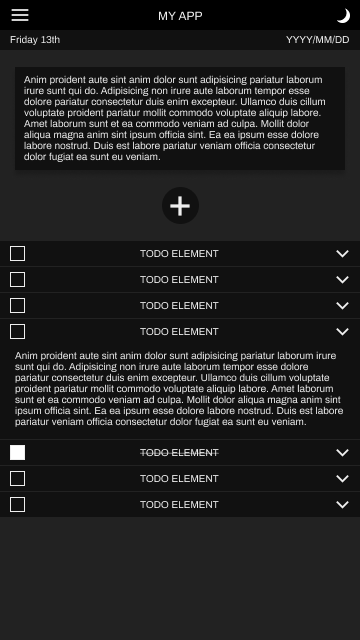 MY APP
Friday 13th YYYY/MM/DD
Anim proident aute sint anim dolor sunt adipisicing pariatur laborum
irure sunt qui do. Adipisicing non irure aute laborum tempor esse
dolore pariatur consectetur duis enim excepteur. Ullamco duis cillum
voluptate proident pariatur mollit commodo voluptate aliquip labore.
Amet laborum sunt et ea commodo veniam ad culpa. Mollit dolor
aliqua magna anim sint ipsum officia sint. Ea ea ipsum esse dolore
labore nostrud. Duis est labore pariatur veniam officia consectetur
dolor fugiat ea sunt eu veniam.
TODO ELEMENT
TODO ELEMENT
TODO ELEMENT
TODO ELEMENT
Anim proident aute sint anim dolor sunt adipisicing pariatur laborum irure
sunt qui do. Adipisicing non irure aute laborum tempor esse dolore
pariatur consectetur duis enim excepteur. Ullamco duis cillum voluptate
proident pariatur mollit commodo voluptate aliquip labore. Amet laborum
sunt et ea commodo veniam ad culpa. Mollit dolor aliqua magna anim sint
ipsum officia sint. Ea ea ipsum esse dolore labore nostrud. Duis est labore
pariatur veniam officia consectetur dolor fugiat ea sunt eu veniam.
TODO ELEMENT
TODO ELEMENT
TODO ELEMENT